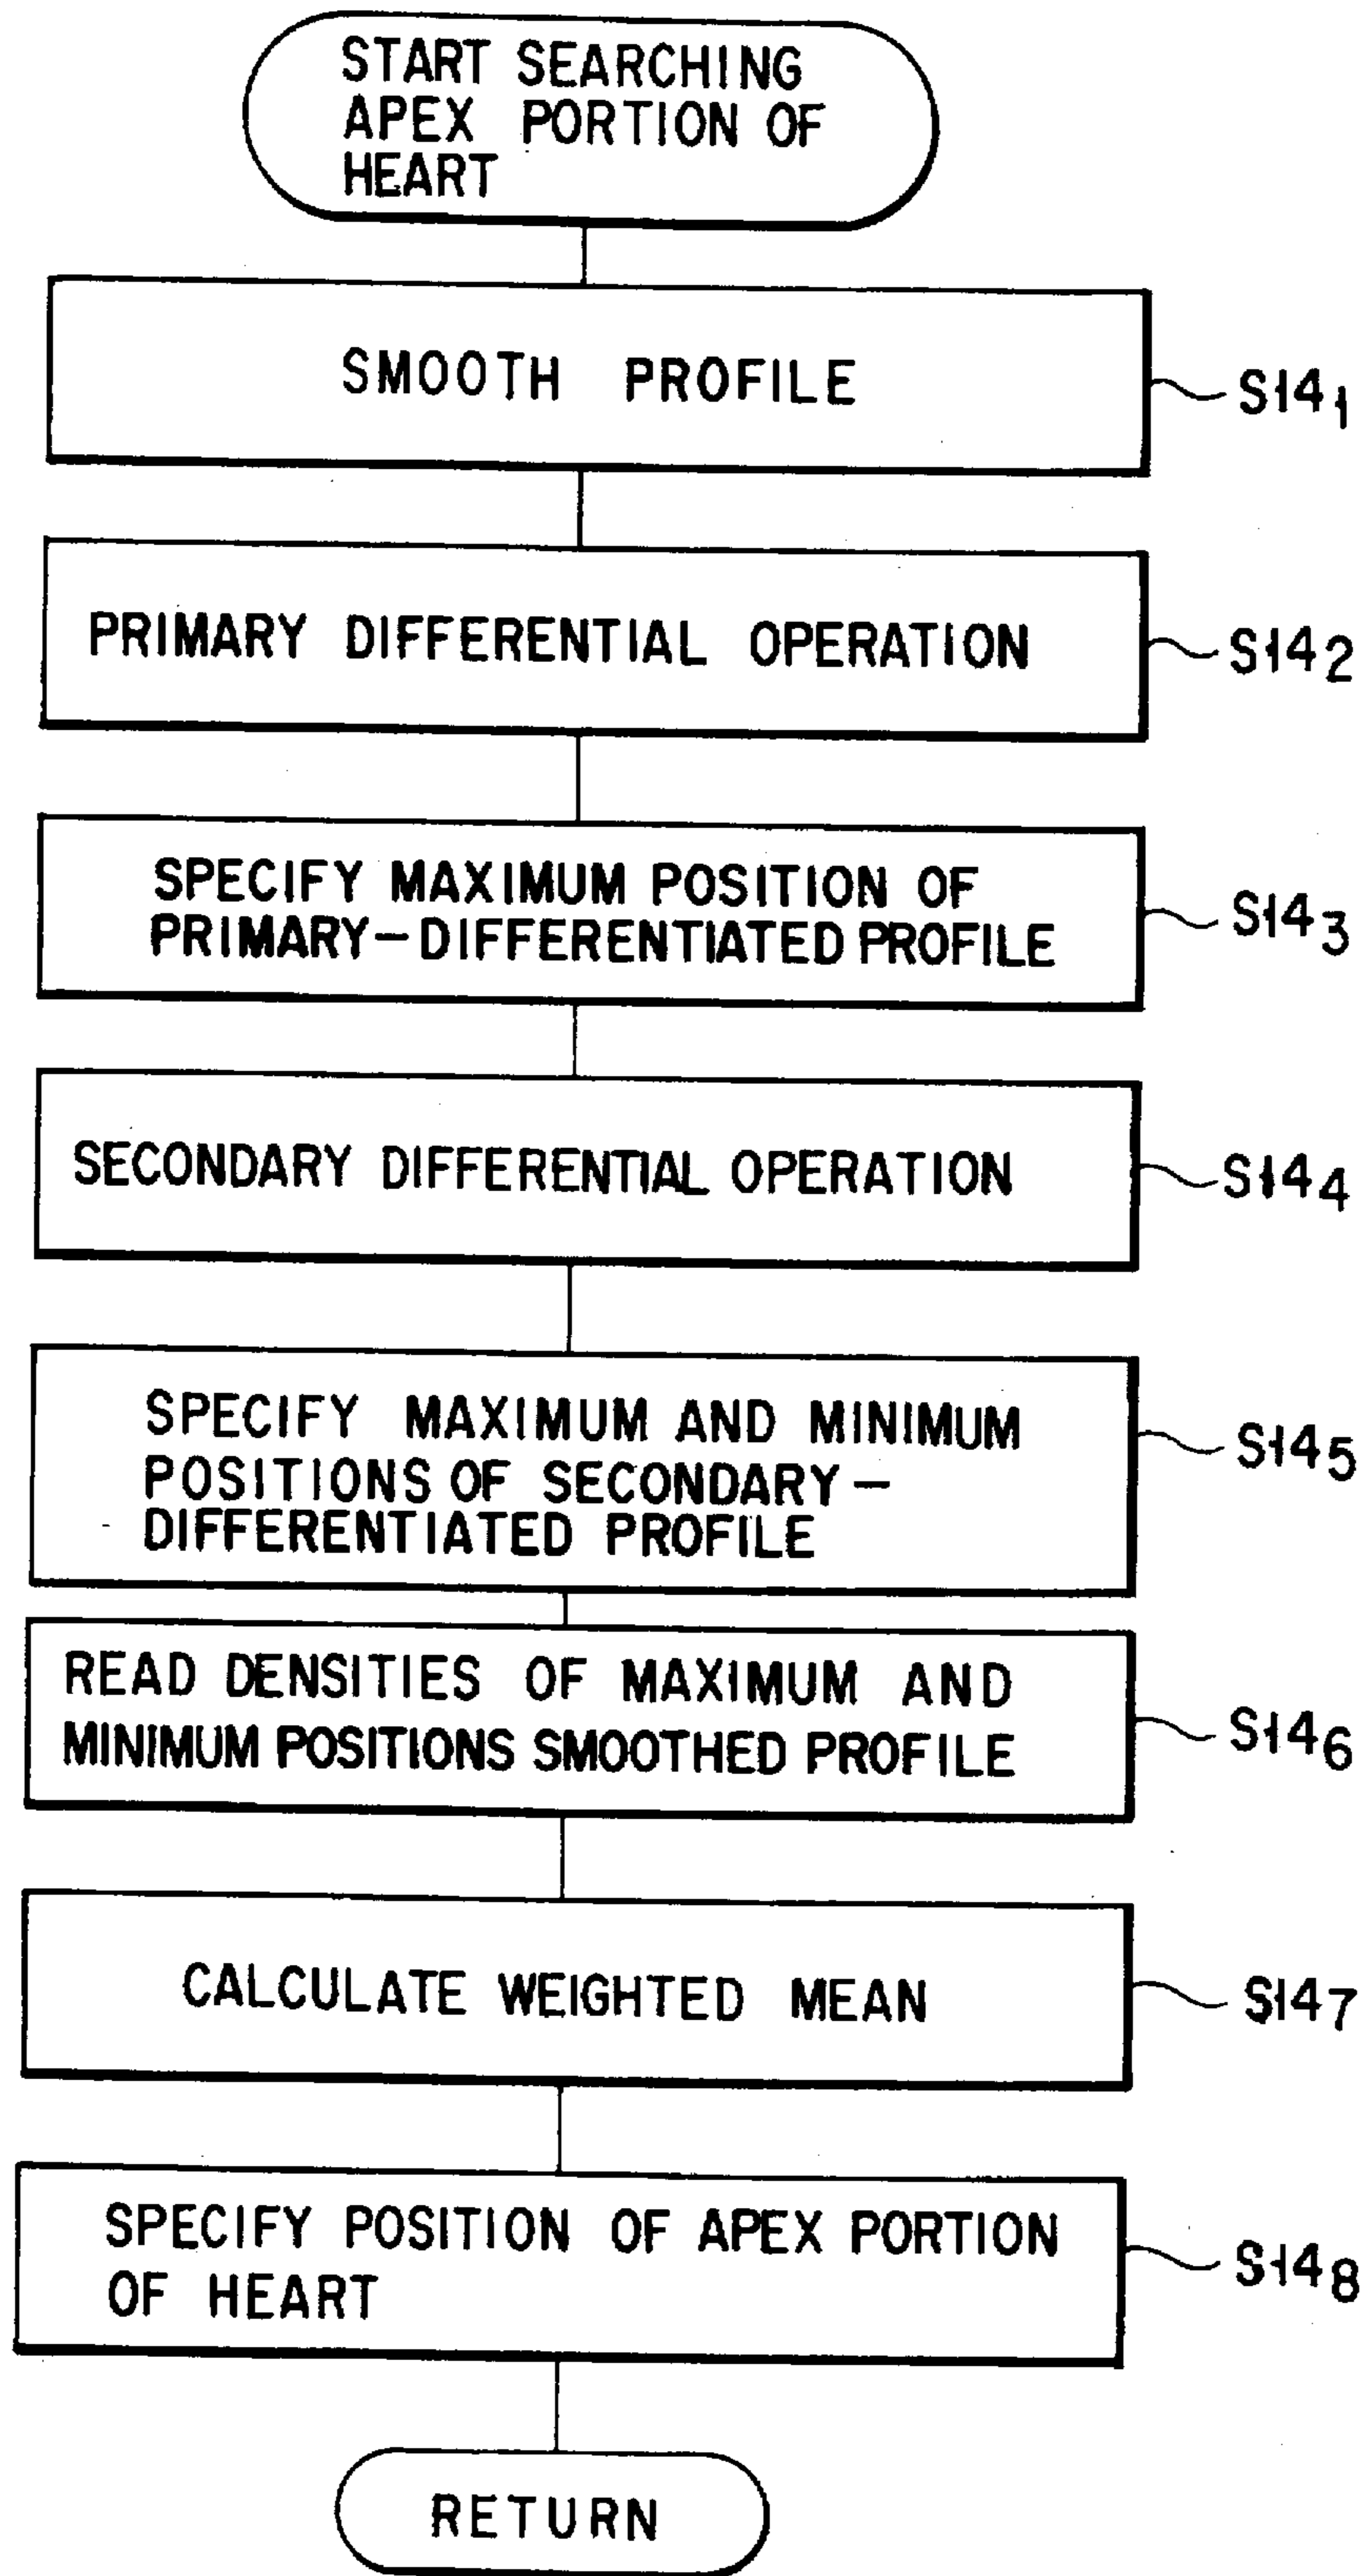 START SEARCHING
APEX PORTION OF
HEART
SMOOTH PROFILE
S14₁
PRIMARY DIFFERENTIAL OPERATION
S14₂
SPECIFY MAXIMUM POSITION OF
PRIMARY-DIFFERENTIATED PROFILE
S14₃
SECONDARY DIFFERENTIAL OPERATION
S14₄
SPECIFY MAXIMUM AND MINIMUM
POSITIONS OF SECONDARY-
DIFFERENTIATED PROFILE
S14₅
READ DENSITIES OF MAXIMUM AND
MINIMUM POSITIONS SMOOTHED PROFILE
S14₆
CALCULATE WEIGHTED MEAN
S14₇
SPECIFY POSITION OF APEX PORTION
OF HEART
S14₈
RETURN